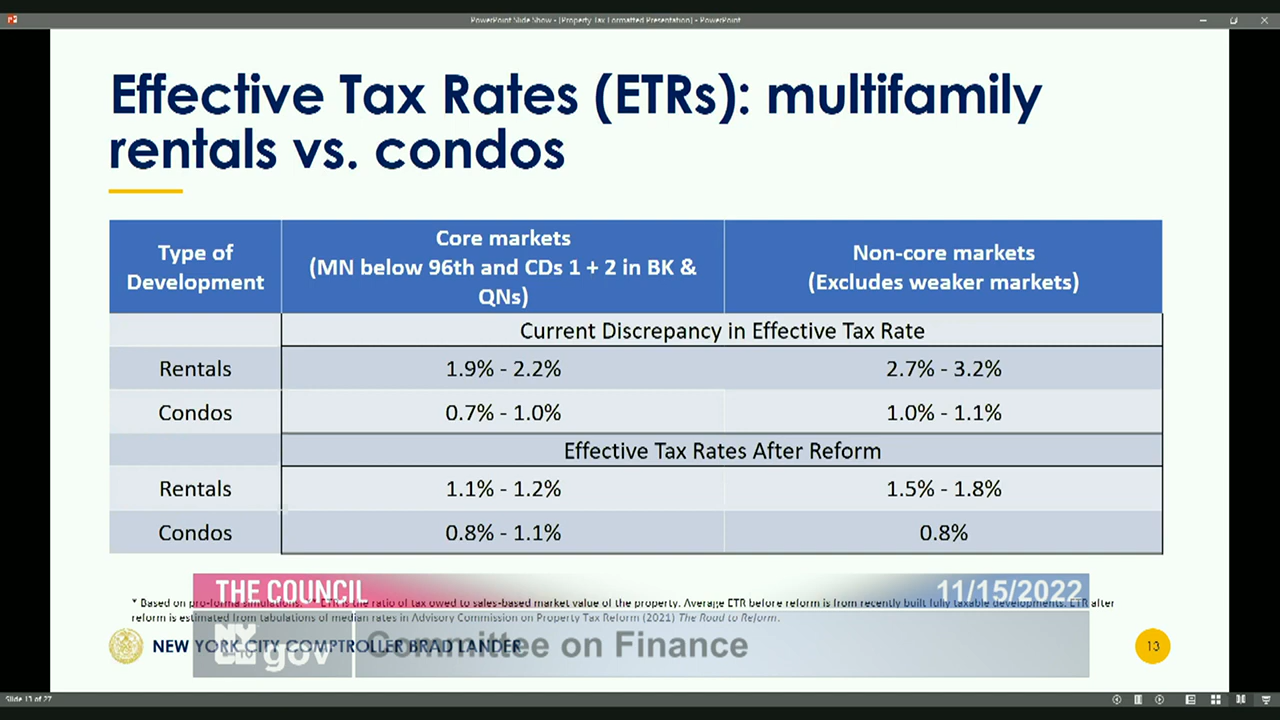 PowerPoint Slide Show - [Property Tax Formatted Presentation] - PowerPoint
Effective Tax Rates (ETRs): multifamily
rentals vs. condos
Type of
Development
Core markets
(MN below 96th and CDs 1 + 2 in BK &
QNs)
Non-core markets
(Excludes weaker markets)
Current Discrepancy in Effective Tax Rate
Rentals 1.9% - 2.2% 2.7% - 3.2%
Condos 0.7% - 1.0% 1.0% - 1.1%
Effective Tax Rates After Reform
Rentals 1.1% - 1.2% 1.5% - 1.8%
Condos 0.8% - 1.1% 0.8%
THE COUNCIL 11/15/2022
* Based on pro-forma simulations. ETR is the ratio of tax owed to sales-based market value of the property. Average ETR before reform is from recently built fully taxable developments. ETR after
reform is estimated from tabulations of median rates in Advisory Commission on Property Tax Reform (2021) The Road to Reform.
NEW YORK CITY COMPTROLLER BRAD LANDER
NYC gov
Committee on Finance
13
Slide 13 of 27